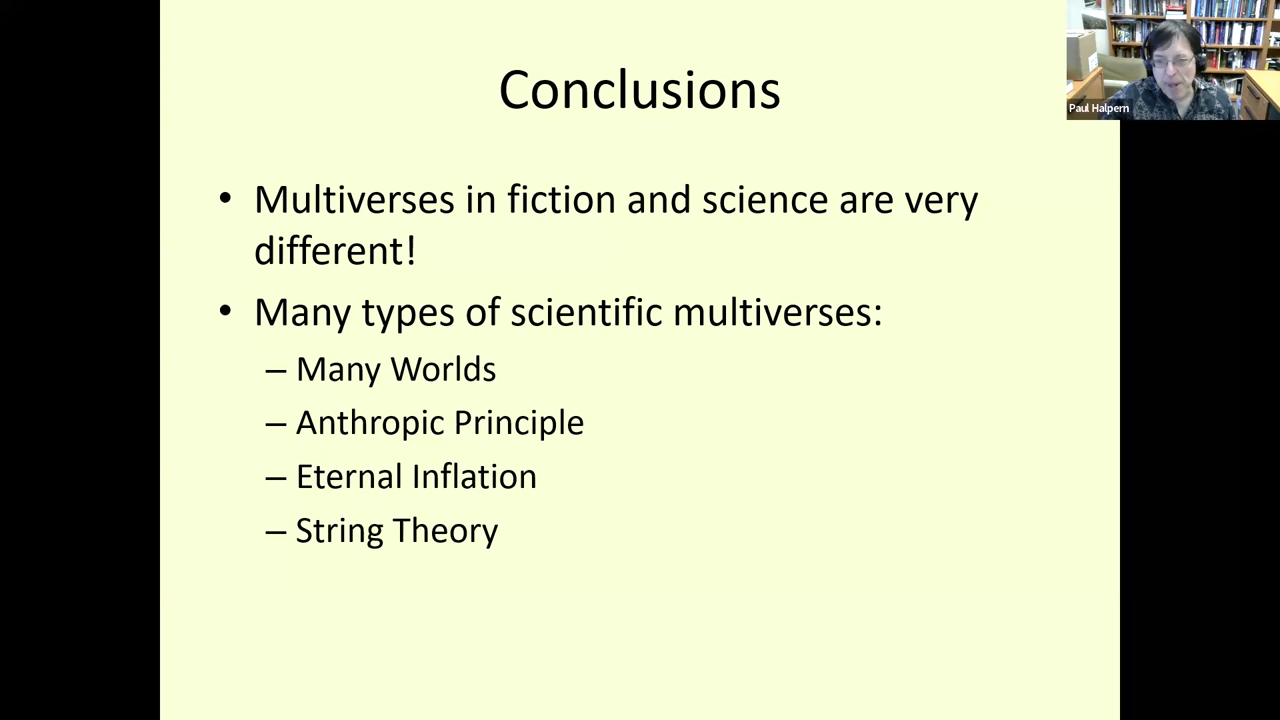 Conclusions
Paul Halpern
• Multiverses in fiction and science are very
different!
• Many types of scientific multiverses:
– Many Worlds
– Anthropic Principle
– Eternal Inflation
– String Theory